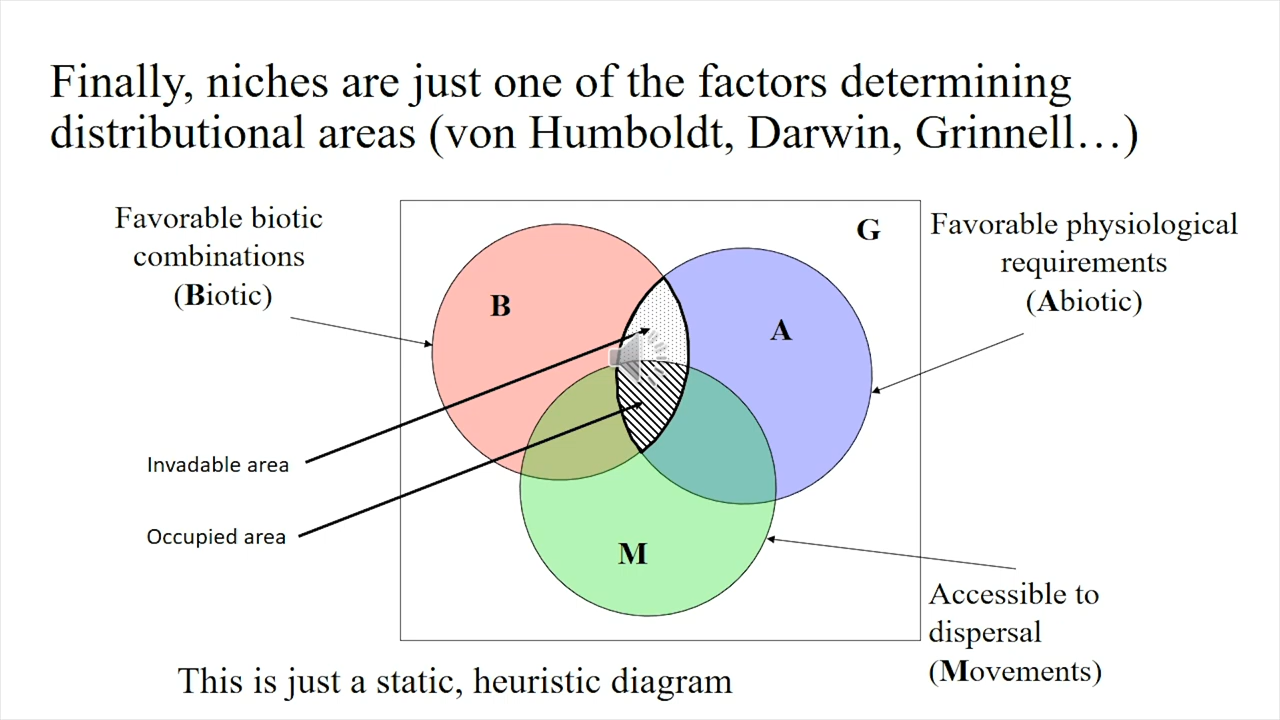 Finally, niches are just one of the factors determining
distributional areas (von Humboldt, Darwin, Grinnell…)
Favorable biotic
combinations
(Biotic)
G
Favorable physiological
requirements
(Abiotic)
B
A
Invadable area
Occupied area
M
Accessible to
dispersal
(Movements)
This is just a static, heuristic diagram